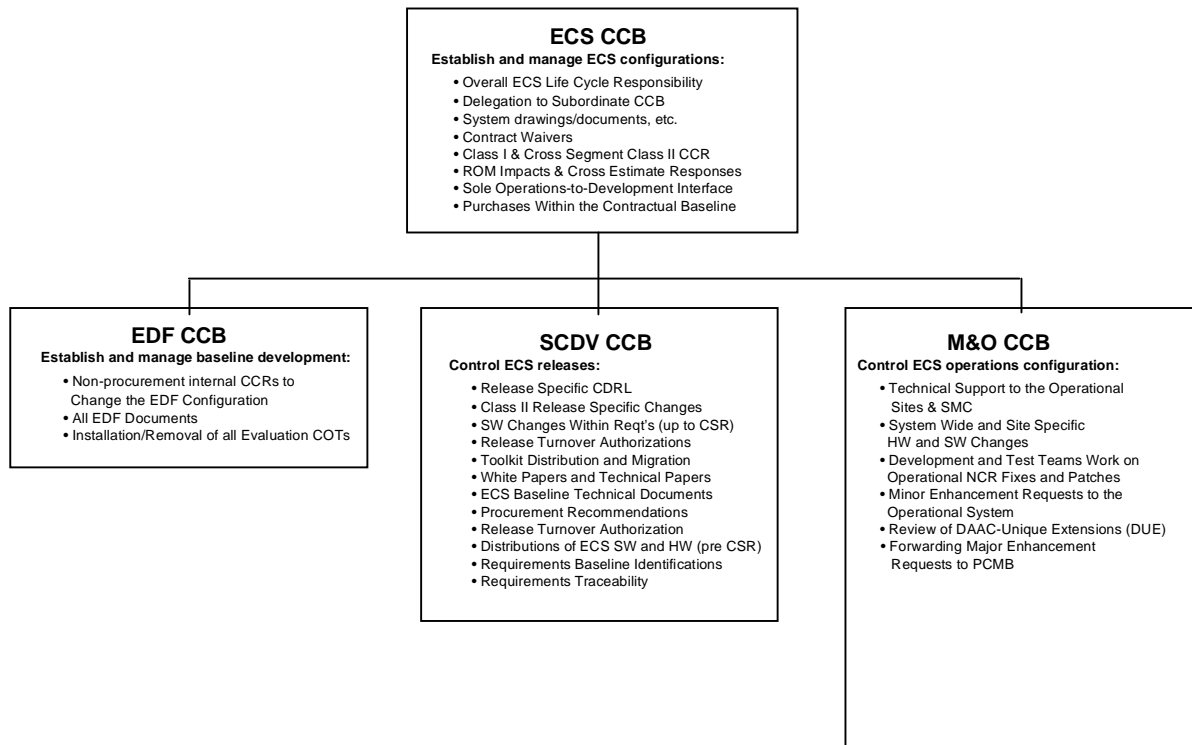 ECS CCB
Establish and manage ECS configurations:
• Overall ECS Life Cycle Responsibility
• Delegation to Subordinate CCB
• System drawings/documents, etc.
• Contract Waivers
• Class I & Cross Segment Class II CCR
• ROM Impacts & Cross Estimate Responses
• Sole Operations-to-Development Interface
• Purchases Within the Contractual Baseline
EDF CCB
Establish and manage baseline development:
• Non-procurement internal CCRs to
Change the EDF Configuration
• All EDF Documents
• Installation/Removal of all Evaluation COTs
SCDV CCB
Control ECS releases:
• Release Specific CDRL
• Class II Release Specific Changes
• SW Changes Within Reqt's (up to CSR)
• Release Turnover Authorizations
• Toolkit Distribution and Migration
• White Papers and Technical Papers
• ECS Baseline Technical Documents
• Procurement Recommendations
• Release Turnover Authorization
• Distributions of ECS SW and HW (pre CSR)
• Requirements Baseline Identifications
• Requirements Traceability
M&O CCB
Control ECS operations configuration:
• Technical Support to the Operational
Sites & SMC
• System Wide and Site Specific
HW and SW Changes
• Development and Test Teams Work on
Operational NCR Fixes and Patches
• Minor Enhancement Requests to the
Operational System
• Review of DAAC-Unique Extensions (DUE)
• Forwarding Major Enhancement
Requests to PCMB